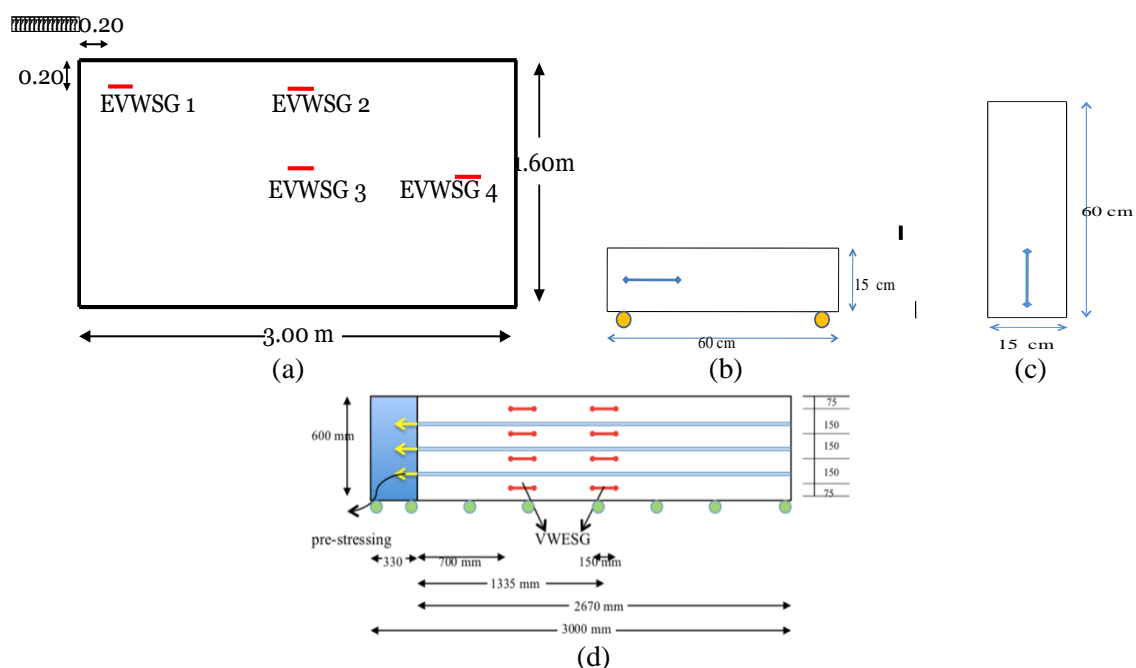 0.20
0.20
EVWSG 1
EVWSG 2
1.60m
EVWSG 3
EVWSG 4
3.00 m
(a)
15 cm
60 cm
(b)
60 cm
15 cm
(c)
600 mm
75
150
150
75
pre-stressing
VWESG
330
700 mm
150 mm
1335 mm
2670 mm
3000 mm
(d)